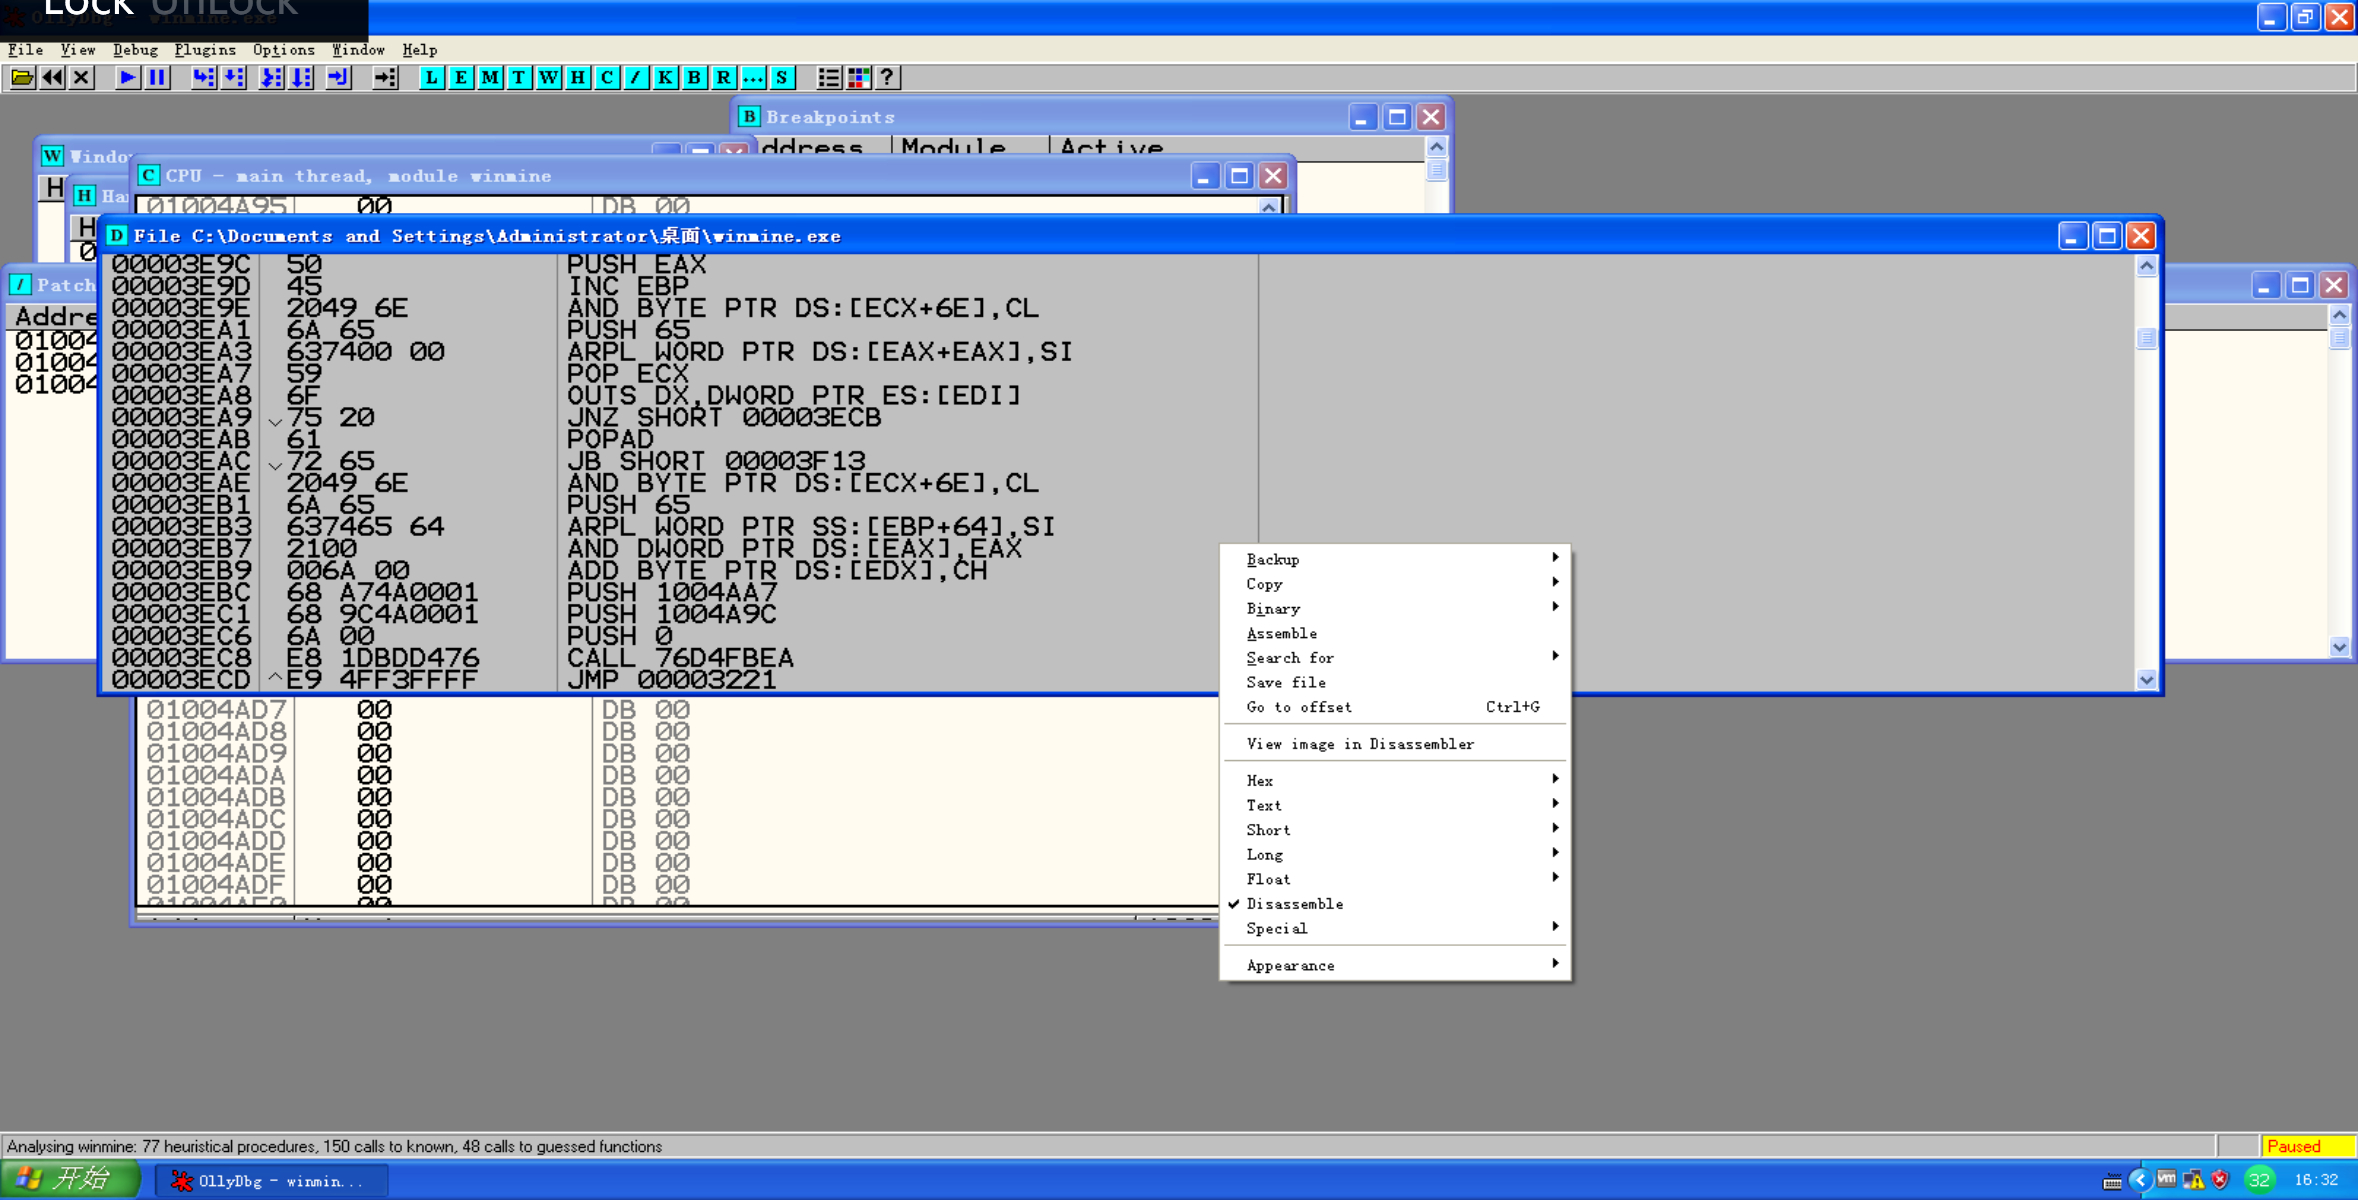 Lock UnLock
OllyDbg - winmine.exe
File View Debug Plugins Options Window Help
L E M T W H C / K B R ... S ?
B Breakpoints
Address Module Active
W Windo
H
C CPU - main thread, module winmine
H Ha
H
0
01004A95 00 DB 00
D File C:\Documents and Settings\Administrator\桌面\winmine.exe
/ Patch
Addre
01004
01004
01004
00003E9C 50 PUSH EAX
00003E9D 45 INC EBP
00003E9E 2049 6E AND BYTE PTR DS:[ECX+6E],CL
00003EA1 6A 65 PUSH 65
00003EA3 637400 00 ARPL WORD PTR DS:[EAX+EAX],SI
00003EA7 59 POP ECX
00003EA8 6F OUTS DX,DWORD PTR ES:[EDI]
00003EA9 75 20 JNZ SHORT 00003ECB
00003EAB 61 POPAD
00003EAC 72 65 JB SHORT 00003F13
00003EAE 2049 6E AND BYTE PTR DS:[ECX+6E],CL
00003EB1 6A 65 PUSH 65
00003EB3 637465 64 ARPL WORD PTR SS:[EBP+64],SI
00003EB7 2100 AND DWORD PTR DS:[EAX],EAX
00003EB9 006A 00 ADD BYTE PTR DS:[EDX],CH
00003EBC 68 A74A0001 PUSH 1004AA7
00003EC1 68 9C4A0001 PUSH 1004A9C
00003EC6 6A 00 PUSH 0
00003EC8 E8 1DBDD476 CALL 76D4FBEA
00003ECD ^E9 4FF3FFFF JMP 00003221
Backup
Copy
Binary
Assemble
Search for
Save file
Go to offset Ctrl+G
View image in Disassembler
Hex
Text
Short
Long
Float
Disassemble
Special
Appearance
01004AD7 00 DB 00
01004AD8 00 DB 00
01004AD9 00 DB 00
01004ADA 00 DB 00
01004ADB 00 DB 00
01004ADC 00 DB 00
01004ADD 00 DB 00
01004ADE 00 DB 00
01004ADF 00 DB 00
01004AE0 00 DB 00
Analysing winmine: 77 heuristical procedures, 150 calls to known, 48 calls to guessed functions
Paused
开始
OllyDbg - winmin...
vm
32
16:32